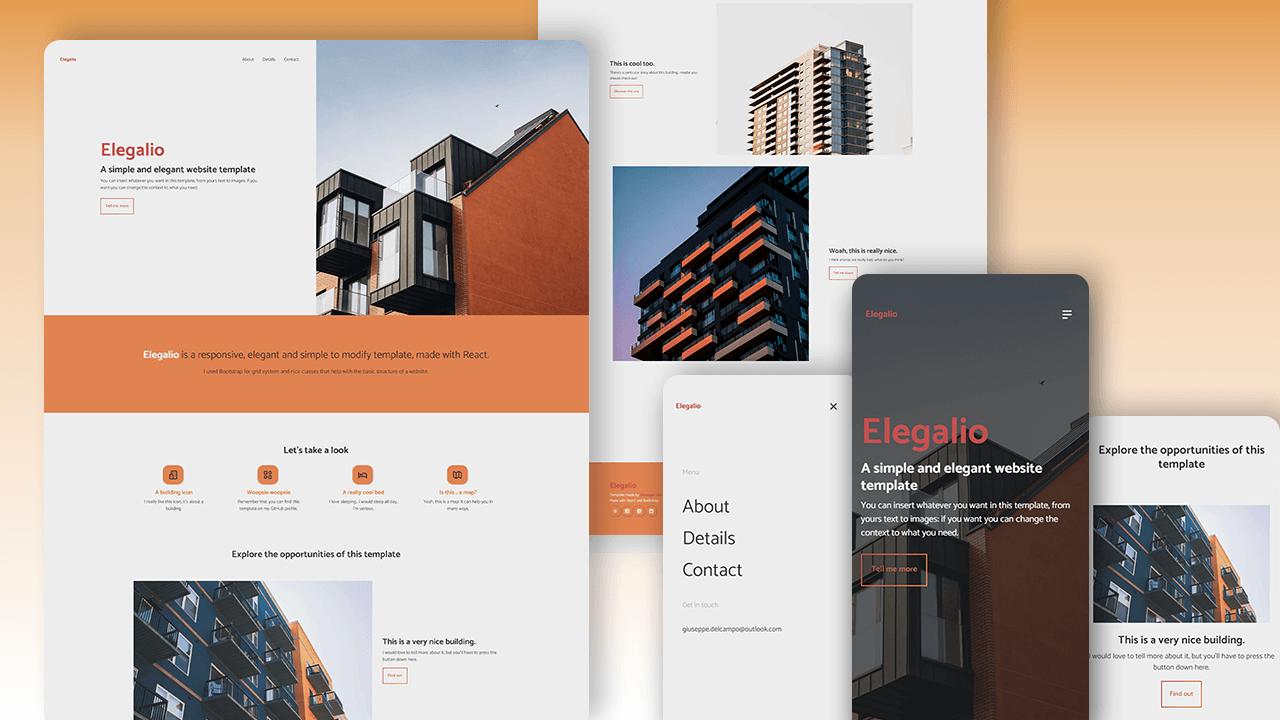 Elegalio
About Details Contact
Elegalio
A simple and elegant website template
You can insert whatever you want in this template, from yours text to images: if you
want you can change the context to what you need.
Tell me more
Elegalio is a responsive, elegant and simple to modify template, made with React.
I used Bootstrap for grid system and nice classes that help with the basic structure of a website.
Let's take a look
A building icon
I really like this icon, it's about a
building.
Woopsie woopsie
Remember that you can find this
template on my GitHub profile.
A really cool bed
I love sleeping, I would sleep all day,
I'm serious.
Is this... a map?
Yeah, this is a map. It can help you in
many ways.
Explore the opportunities of this template
This is a very nice building.
I would love to tell more about it, but you'll have to press the
button down here.
Find out
This is cool too.
There's a particular story about this building, maybe you
should check out!
Discover this one
Woah, this is really nice.
Tell me more
Elegalio
Template made by
Made with React and Bootstrap
Elegalio
Menu
About
Details
Contact
Get in touch
giuseppe.delcampo@outlook.com
Elegalio
Elegalio
A simple and elegant website
template
You can insert whatever you want in this template, from
yours text to images: if you want you can change the
context to what you need.
Tell me more
Explore the opportunities of this
template
This is a very nice building.
would love to tell more about it, but you'll have to press the
button down here.
Find out